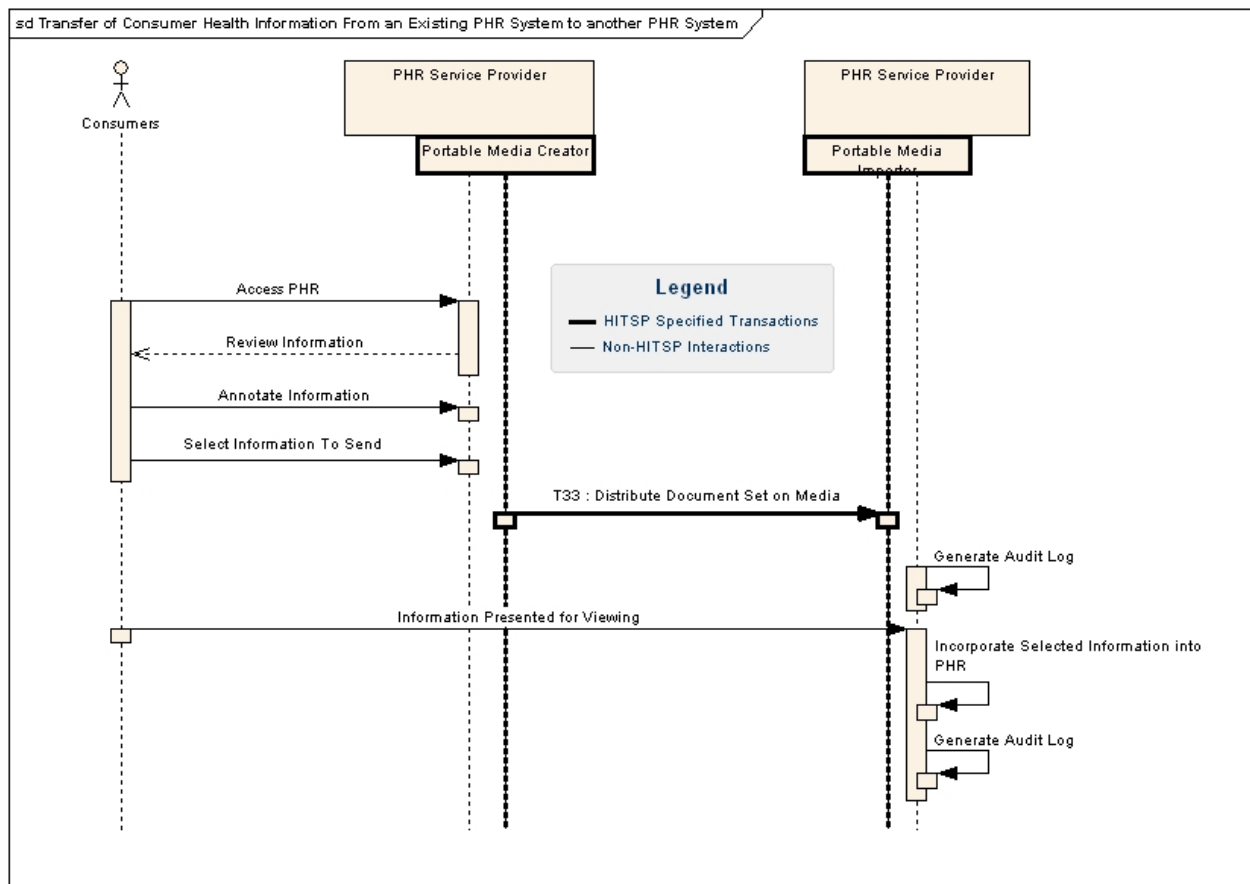 sd Transfer of Consumer Health Information From an Existing PHR System to another PHR System
Consumers
PHR Service Provider
PHR Service Provider
Portable Media Creator
Portable Media
Importer
Access PHR
Legend
HITSP Specified Transactions
Non-HITSP Interactions
Review Information
Annotate Information
Select Information To Send
T33 : Distribute Document Set on Media
Generate Audit Log
Information Presented for Viewing
Incorporate Selected Information into
PHR
Generate Audit Log